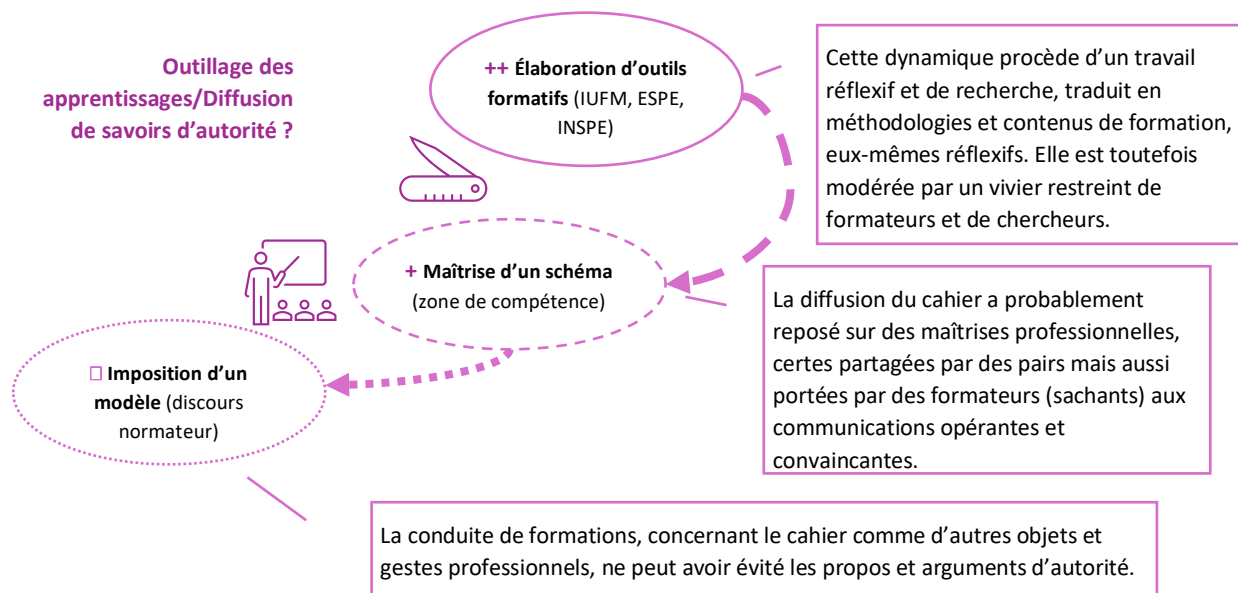 Outillage des
apprentissages/Diffusion
de savoirs d’autorité ?
++ Élaboration d’outils
formatifs (IUFM, ESPE,
INSPE)
Cette dynamique procède d’un travail
réflexif et de recherche, traduit en
méthodologies et contenus de formation,
eux-mêmes réflexifs. Elle est toutefois
modérée par un vivier restreint de
formateurs et de chercheurs.
+ Maîtrise d’un schéma
(zone de compétence)
La diffusion du cahier a probablement
reposé sur des maîtrises professionnelles,
certes partagées par des pairs mais aussi
portées par des formateurs (sachants) aux
communications opérantes et
convaincantes.
□ Imposition d’un
modèle (discours
normateur)
La conduite de formations, concernant le cahier comme d’autres objets et
gestes professionnels, ne peut avoir évité les propos et arguments d’autorité.